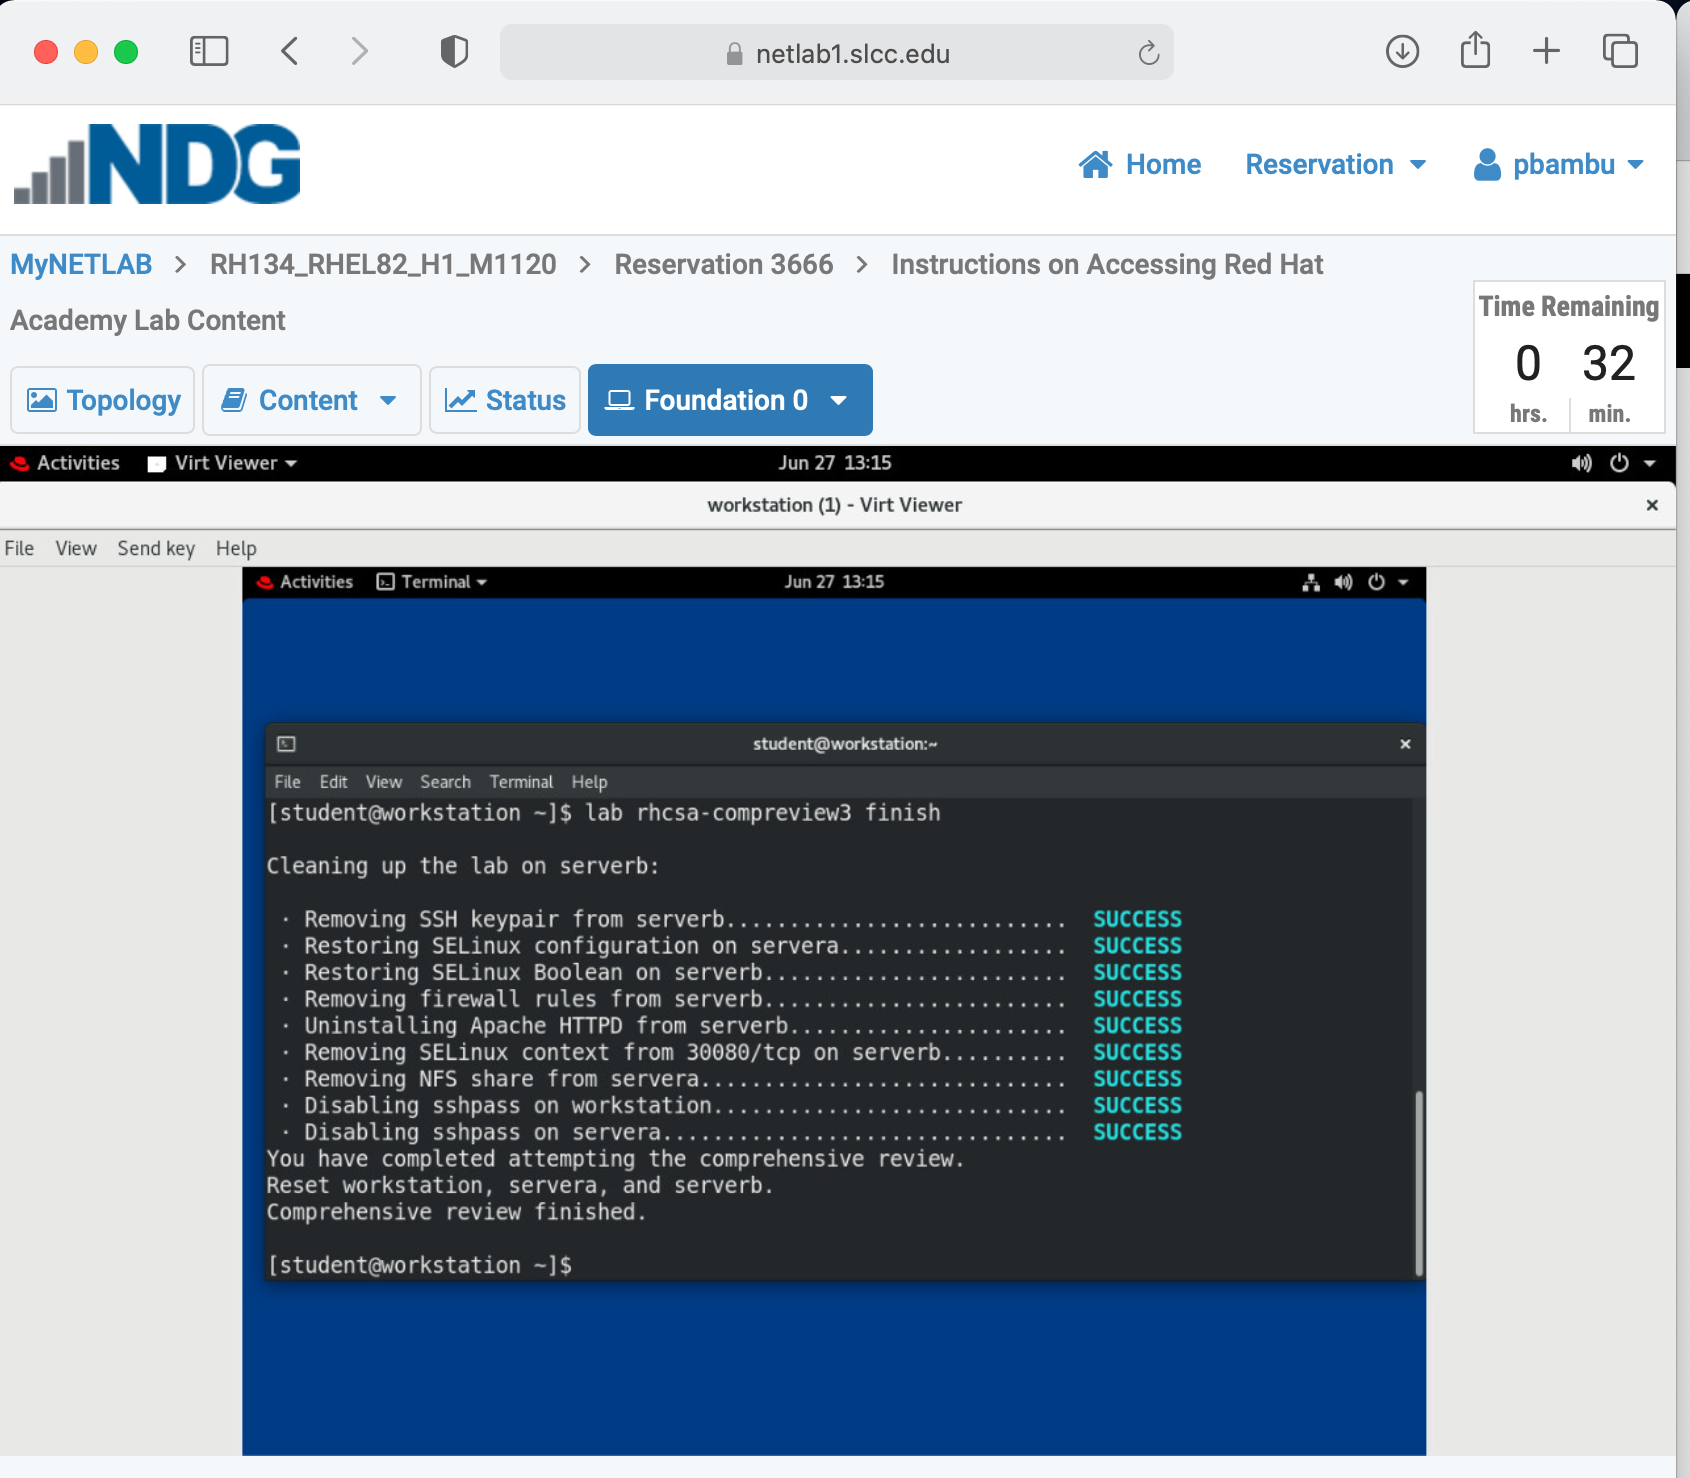 netlab1.slcc.edu
NDG
Home Reservation pbambu
MyNETLAB > RH134_RHEL82_H1_M1120 > Reservation 3666 > Instructions on Accessing Red Hat
Academy Lab Content
Time Remaining
0 32
hrs. min.
Topology Content Status Foundation 0
Activities Virt Viewer Jun 27 13:15
workstation (1) - Virt Viewer ×
File View Send key Help
Activities Terminal Jun 27 13:15
student@workstation:~ ×
File Edit View Search Terminal Help
[student@workstation ~]$ lab rhcsa-compreview3 finish
Cleaning up the lab on serverb:
· Removing SSH keypair from serverb........................... SUCCESS
· Restoring SELinux configuration on servera.................. SUCCESS
· Restoring SELinux Boolean on serverb........................ SUCCESS
· Removing firewall rules from serverb........................ SUCCESS
· Uninstalling Apache HTTPD from serverb...................... SUCCESS
· Removing SELinux context from 30080/tcp on serverb.......... SUCCESS
· Removing NFS share from servera............................. SUCCESS
· Disabling sshpass on workstation............................ SUCCESS
· Disabling sshpass on servera................................ SUCCESS
You have completed attempting the comprehensive review.
Reset workstation, servera, and serverb.
Comprehensive review finished.
[student@workstation ~]$